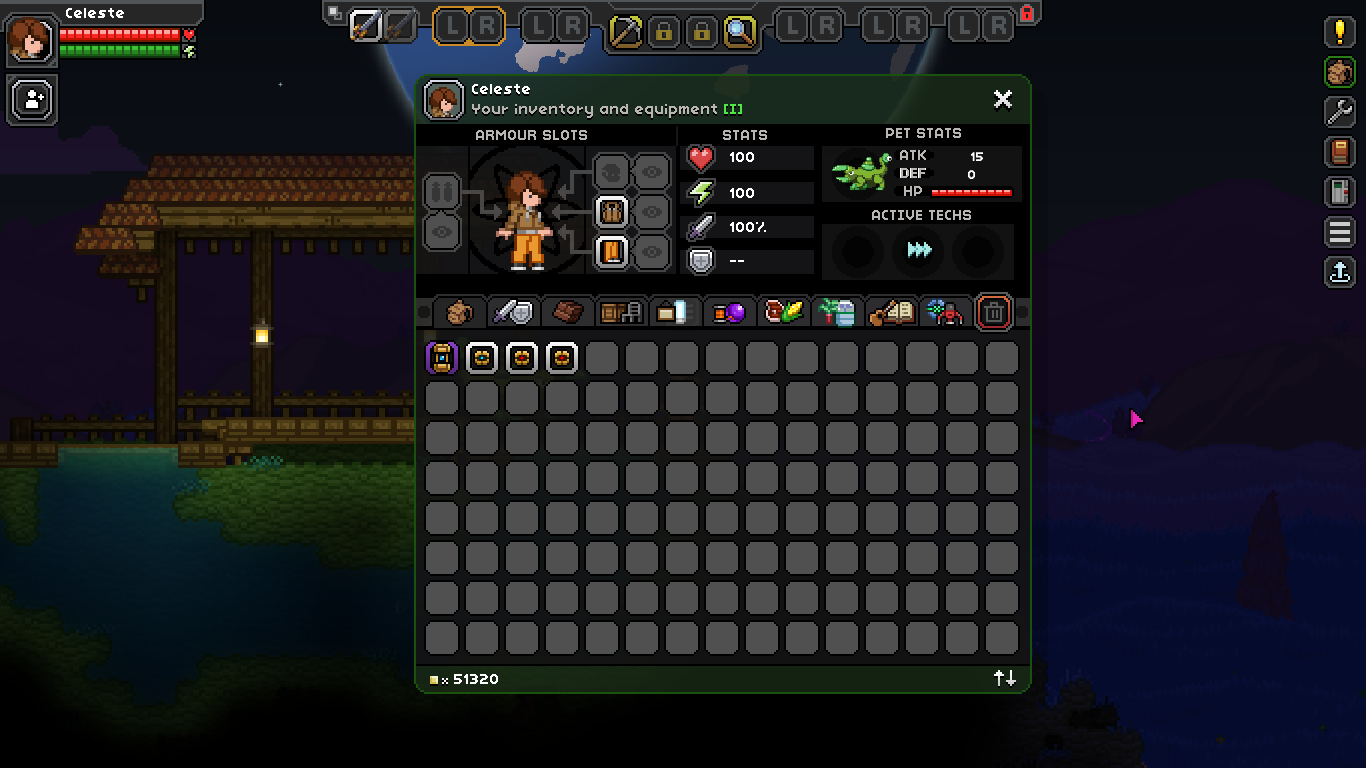 Celeste
L R L R L R L R L R
Celeste
Your inventory and equipment [I]
ARMOUR SLOTS
STATS
PET STATS
100
ATK 15
DEF 0
HP
100
ACTIVE TECHS
100%
--
x 51320